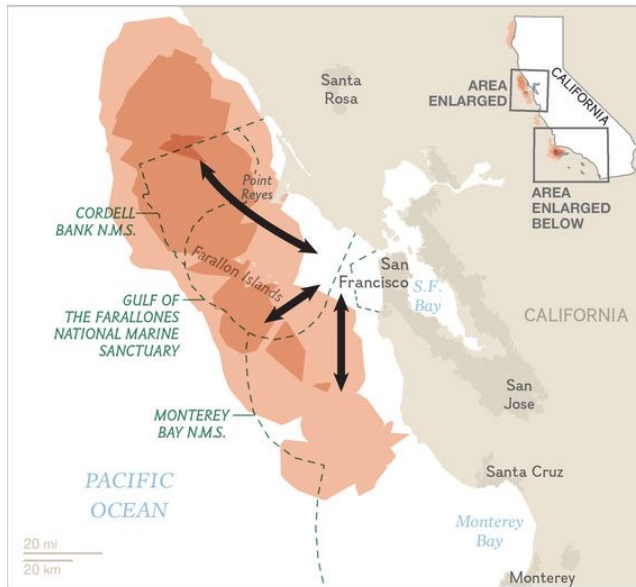 Santa
Rosa
AREA
ENLARGED
CALIFORNIA
AREA
ENLARGED
BELOW
Point
Reyes
CORDELL
BANK N.M.S.
Farallon Islands
San
Francisco
S.F.
Bay
GULF OF
THE FARALLONES
NATIONAL MARINE
SANCTUARY
CALIFORNIA
San
Jose
MONTEREY
BAY N.M.S.
PACIFIC
OCEAN
Santa Cruz
Monterey
Bay
20 mi
20 km
Monterey